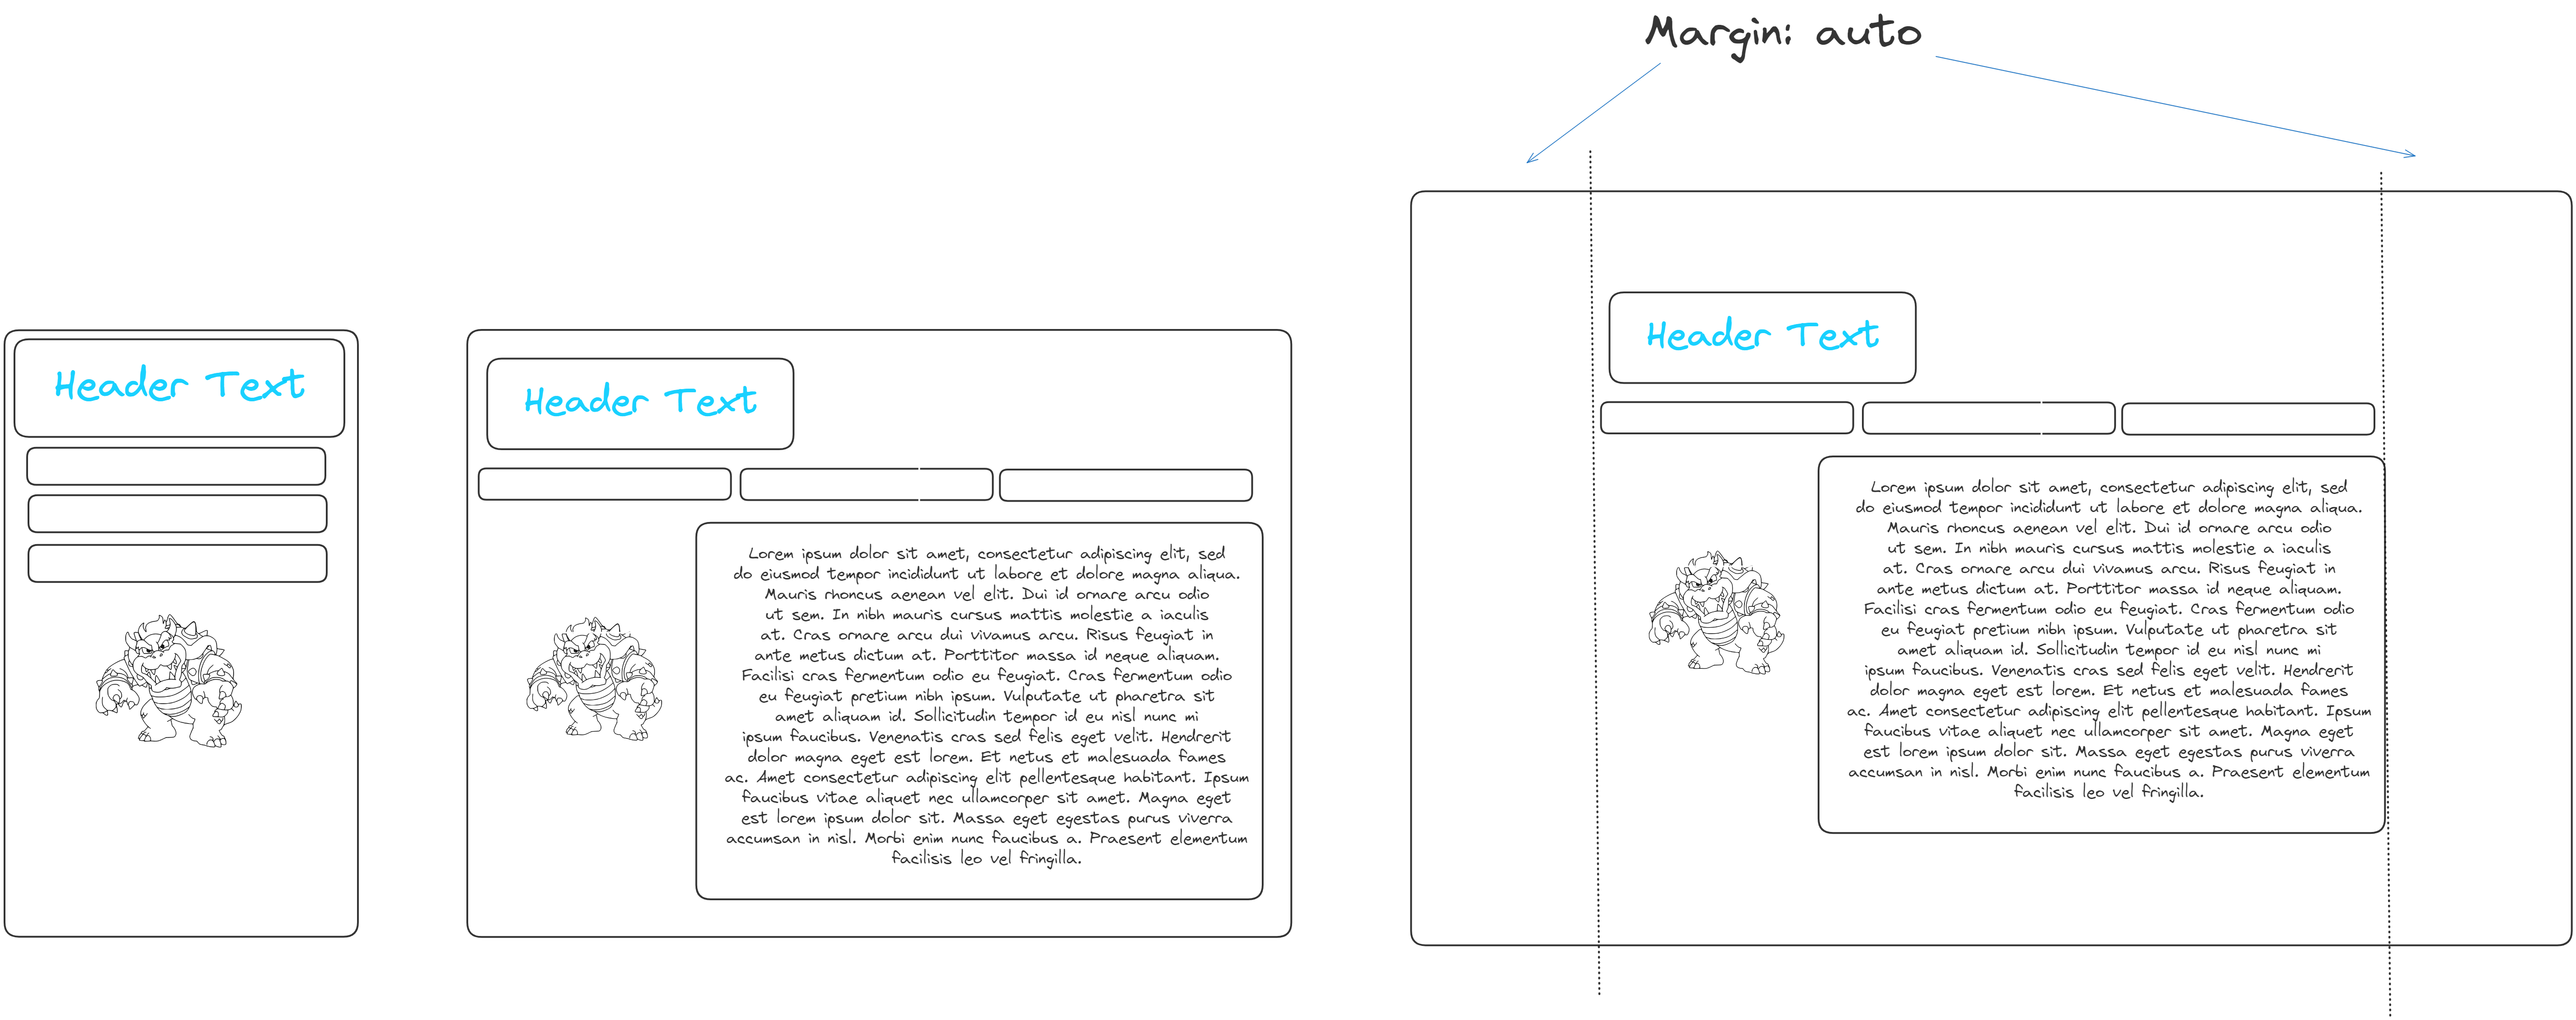 Margin: auto
Header Text
Header Text
Lorem ipsum dolor sit amet, consectetur adipiscing elit, sed
do eiusmod tempor incididunt ut labore et dolore magna aliqua.
Mauris rhoncus aenean vel elit. Dui id ornare arcu odio
ut sem. In nibh mauris cursus mattis molestie a iaculis
at. Cras ornare arcu dui vivamus arcu. Risus feugiat in
ante metus dictum at. Porttitor massa id neque aliquam.
Facilisi cras fermentum odio eu feugiat. Cras fermentum odio
eu feugiat pretium nibh ipsum. Vulputate ut pharetra sit
amet aliquam id. Sollicitudin tempor id eu nisl nunc mi
ipsum faucibus. Venenatis cras sed felis eget velit. Hendrerit
dolor magna eget est lorem. Et netus et malesuada fames
ac. Amet consectetur adipiscing elit pellentesque habitant. Ipsum
faucibus vitae aliquet nec ullamcorper sit amet. Magna eget
est lorem ipsum dolor sit. Massa eget egestas purus viverra
accumsan in nisl. Morbi enim nunc faucibus a. Praesent elementum
facilisis leo vel fringilla.
Header Text
Lorem ipsum dolor sit amet, consectetur adipiscing elit, sed
do eiusmod tempor incididunt ut labore et dolore magna aliqua.
Mauris rhoncus aenean vel elit. Dui id ornare arcu odio
ut sem. In nibh mauris cursus mattis molestie a iaculis
at. Cras ornare arcu dui vivamus arcu. Risus feugiat in
ante metus dictum at. Porttitor massa id neque aliquam.
Facilisi cras fermentum odio eu feugiat. Cras fermentum odio
eu feugiat pretium nibh ipsum. Vulputate ut pharetra sit
amet aliquam id. Sollicitudin tempor id eu nisl nunc mi
ipsum faucibus. Venenatis cras sed felis eget velit. Hendrerit
dolor magna eget est lorem. Et netus et malesuada fames
ac. Amet consectetur adipiscing elit pellentesque habitant. Ipsum
faucibus vitae aliquet nec ullamcorper sit amet. Magna eget
est lorem ipsum dolor sit. Massa eget egestas purus viverra
accumsan in nisl. Morbi enim nunc faucibus a. Praesent elementum
facilisis leo vel fringilla.